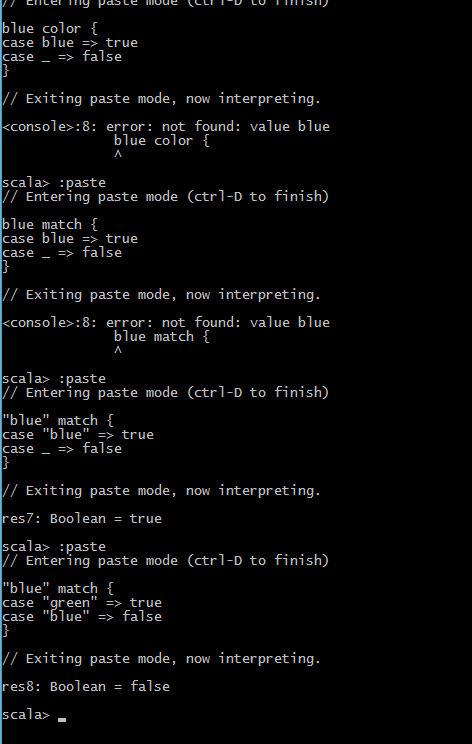 // Entering paste mode (ctrl-D to finish)
blue color {
case blue => true
case _ => false
}
// Exiting paste mode, now interpreting.
<console>:8: error: not found: value blue
blue color {
^
scala> :paste
// Entering paste mode (ctrl-D to finish)
blue match {
case blue => true
case _ => false
}
// Exiting paste mode, now interpreting.
<console>:8: error: not found: value blue
blue match {
^
scala> :paste
// Entering paste mode (ctrl-D to finish)
"blue" match {
case "blue" => true
case _ => false
}
// Exiting paste mode, now interpreting.
res7: Boolean = true
scala> :paste
// Entering paste mode (ctrl-D to finish)
"blue" match {
case "green" => true
case "blue" => false
}
// Exiting paste mode, now interpreting.
res8: Boolean = false
scala>